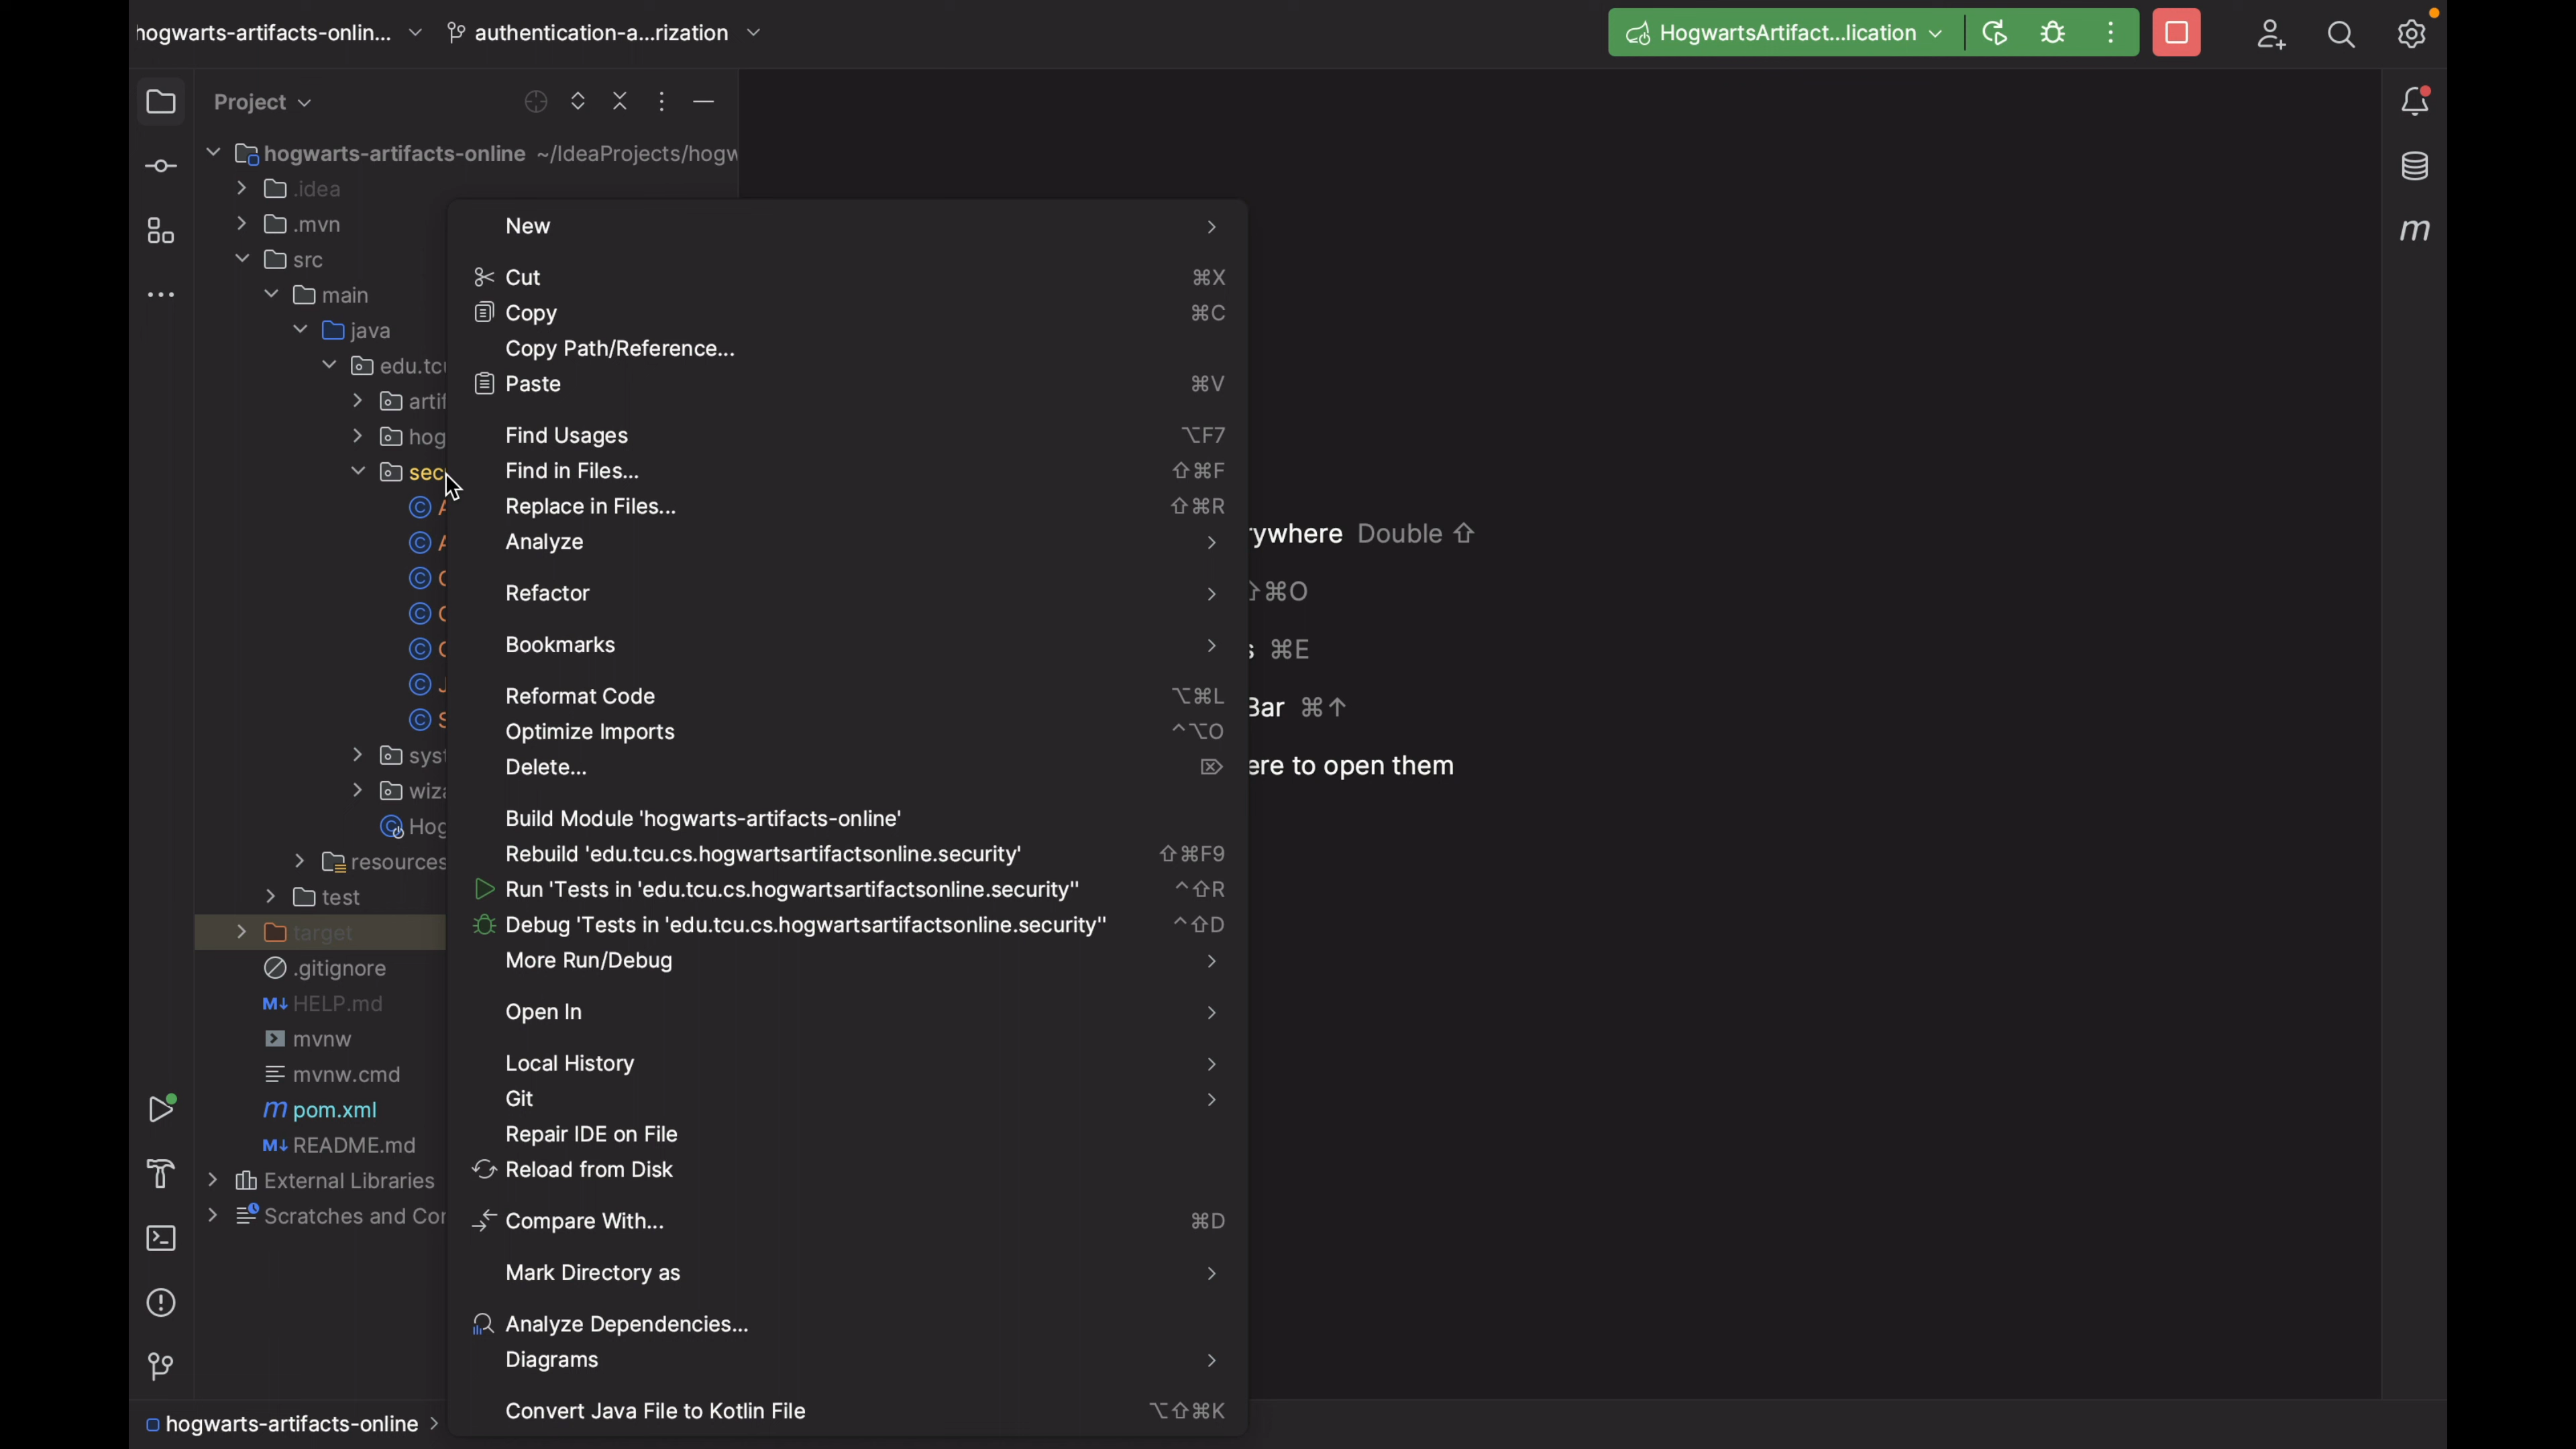 hogwarts-artifacts-onlin...
authentication-a...rization
HogwartsArtifact...lication
Project
hogwarts-artifacts-online ~/IdeaProjects/hogw
.idea
.mvn
src
main
java
edu.tcu
artif
hog
sec
syst
wiza
Hog
resources
test
target
.gitignore
HELP.md
mvnw
mvnw.cmd
pom.xml
README.md
External Libraries
Scratches and Cor
New
Cut ⌘X
Copy ⌘C
Copy Path/Reference...
Paste ⌘V
Find Usages ⌥F7
Find in Files... ⇧⌘F
Replace in Files... ⇧⌘R
Analyze
Refactor
Bookmarks
Reformat Code ⌥⌘L
Optimize Imports ^⌥O
Delete... ⌦
Build Module 'hogwarts-artifacts-online'
Rebuild 'edu.tcu.cs.hogwartsartifactsonline.security' ⇧⌘F9
Run 'Tests in 'edu.tcu.cs.hogwartsartifactsonline.security'' ^⇧R
Debug 'Tests in 'edu.tcu.cs.hogwartsartifactsonline.security'' ^⇧D
More Run/Debug
Open In
Local History
Git
Repair IDE on File
Reload from Disk
Compare With... ⌘D
Mark Directory as
Analyze Dependencies...
Diagrams
Convert Java File to Kotlin File ⌥⇧⌘K
rywhere Double ⇧
⇧⌘O
s ⌘E
Bar ⌘↑
ere to open them
hogwarts-artifacts-online